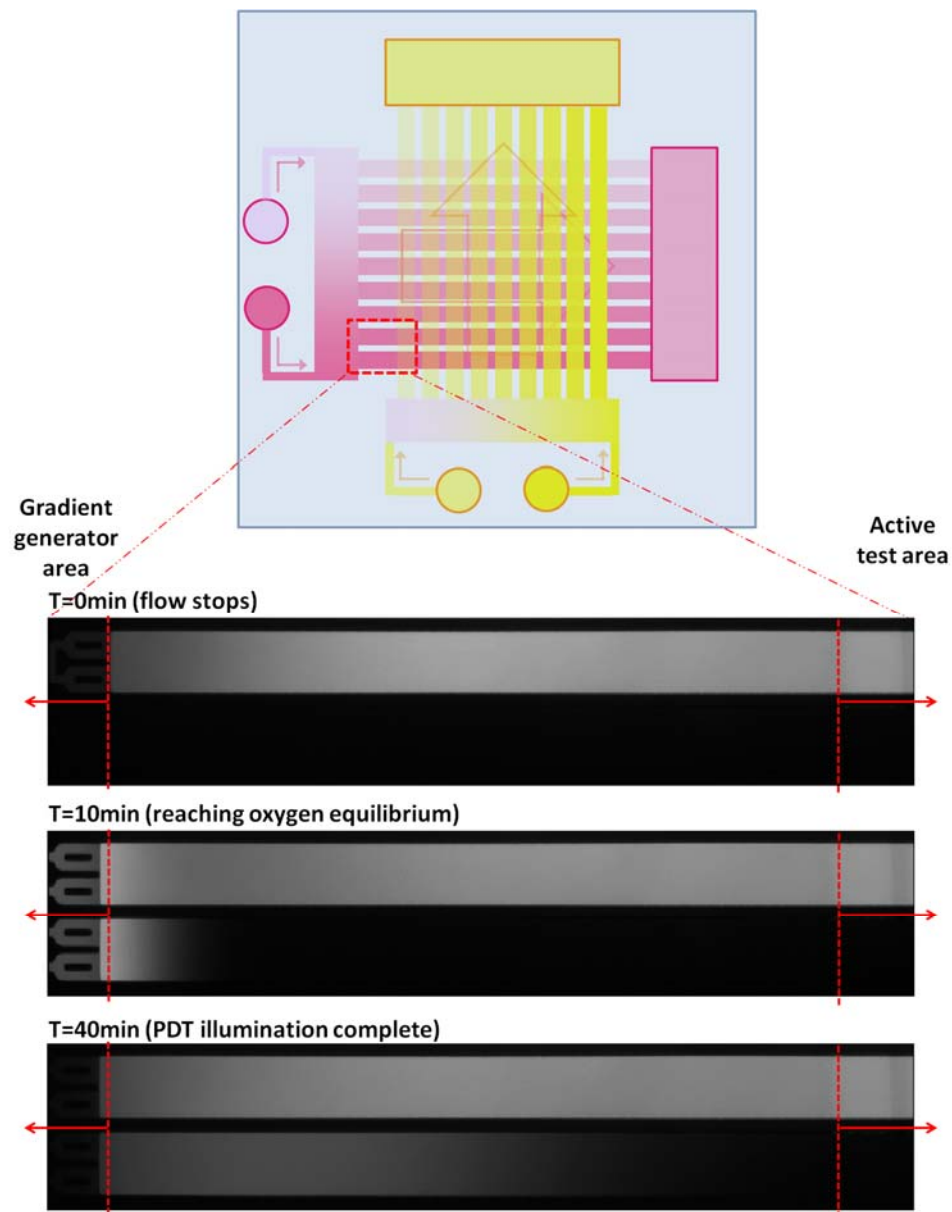 Gradient
generator
area
Active
test area
T=0min (flow stops)
T=10min (reaching oxygen equilibrium)
T=40min (PDT illumination complete)